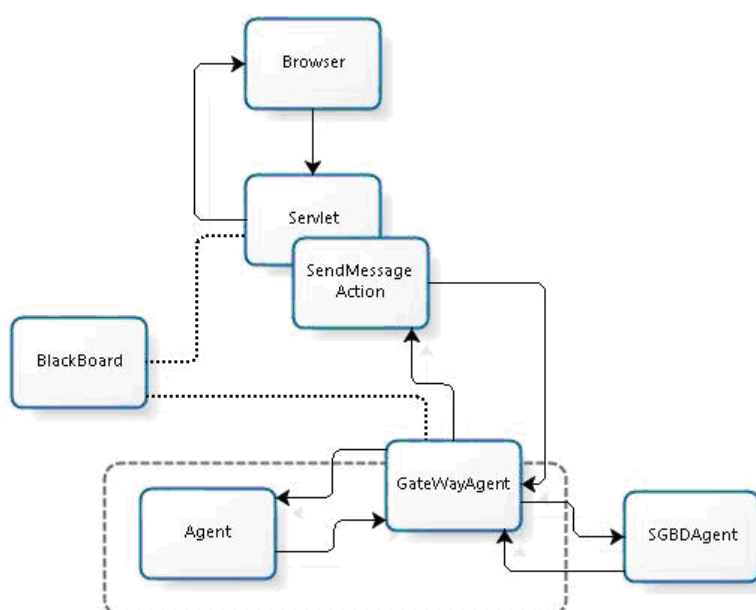 Browser
Servlet
SendMessage
Action
BlackBoard
GateWayAgent
Agent
SGBDAgent